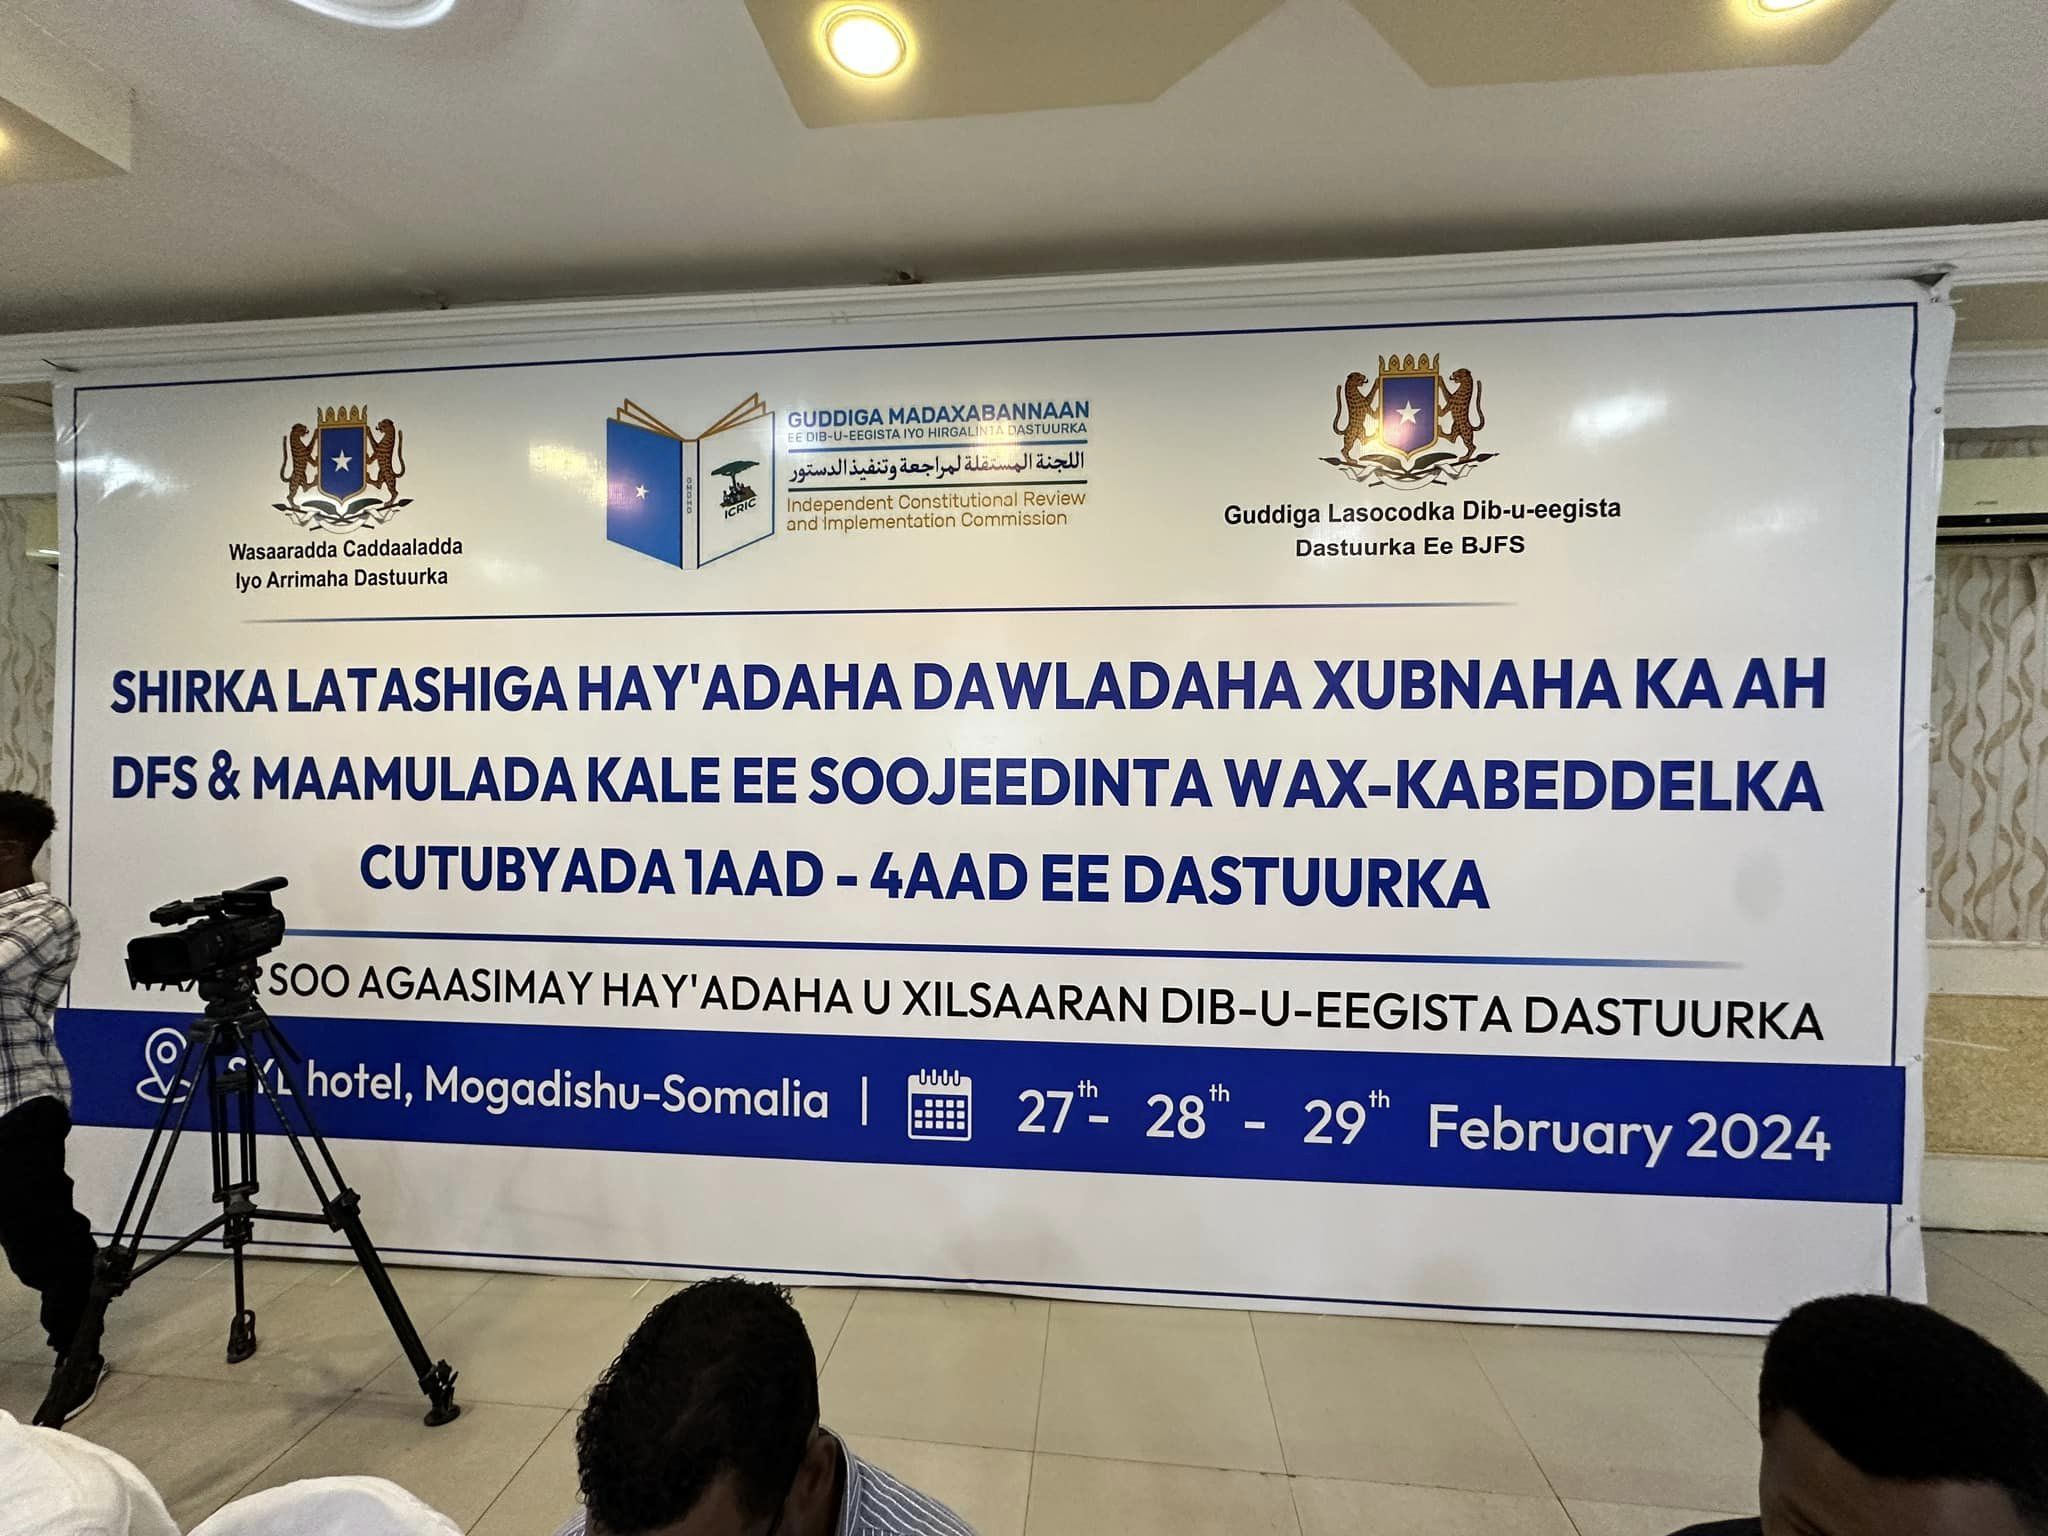 Wasaaradda Caddaaladda
Iyo Arrimaha Dastuurka
GUDDIGA MADAXABANNAAN
EE DIB-U-EEGISTA IYO HIRGALINTA DASTUURKA
اللجنة المستقلة لمراجعة وتنفيذ الدستور
Independent Constitutional Review
and Implementation Commission
GMDHD
ICRIC
Guddiga Lasocodka Dib-u-eegista
Dastuurka Ee BJFS
SHIRKA LATASHIGA HAY'ADAHA DAWLADAHA XUBNAHA KA AH
DFS & MAAMULADA KALE EE SOOJEEDINTA WAX-KABEDDELKA
CUTUBYADA 1AAD - 4AAD EE DASTUURKA
SOO AGAASIMAY HAY'ADAHA U XILSAARAN DIB-U-EEGISTA DASTUURKA
SYL hotel, Mogadishu-Somalia | 27th- 28th - 29th February 2024